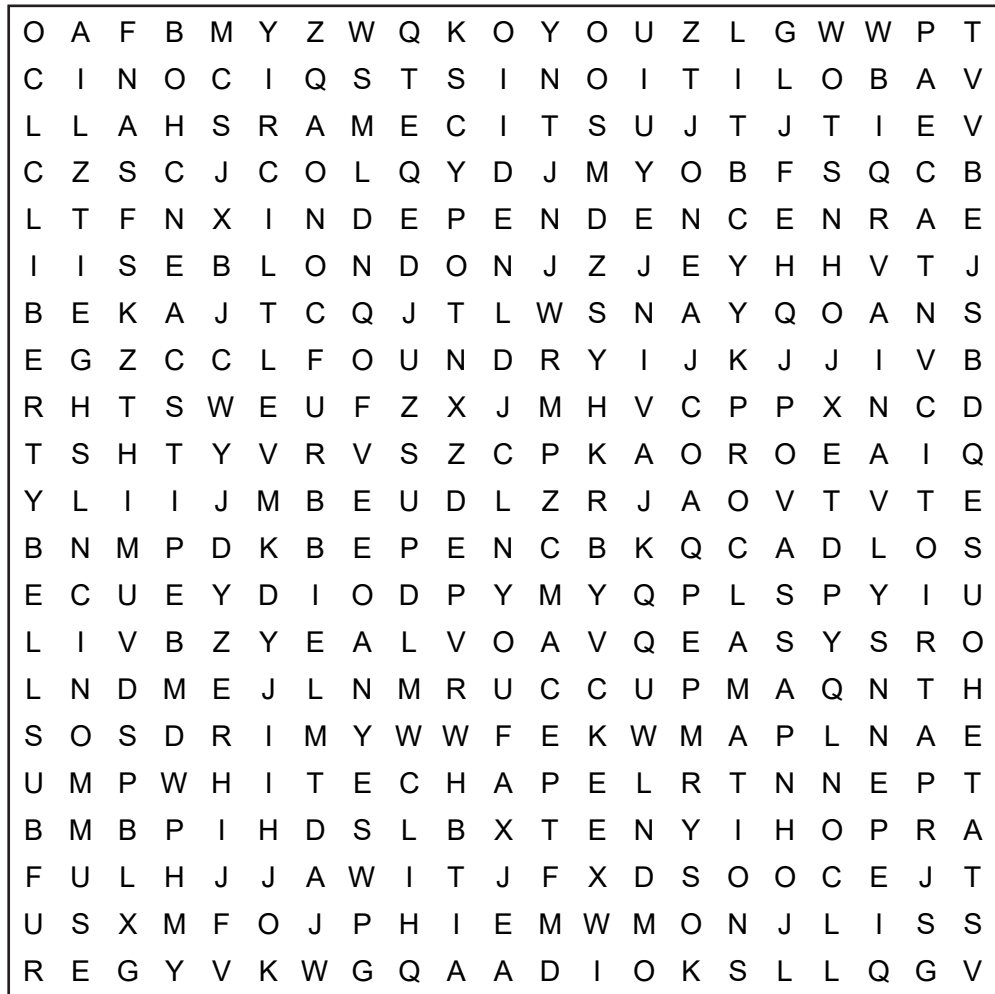 O A F B M Y Z W Q K O Y O U Z L G W W P T
C I N O C I Q S T S I N O I T I L O B A V
L L A H S R A M E C I T S U J T J T I E V
C Z S C J C O L Q Y D J M Y O B F S Q C B
L T F N X I N D E P E N D E N C E N R A E
I I S E B L O N D O N J Z J E Y H H V T J
B E K A J T C Q J T L W S N A Y Q O A N S
E G Z C C L F O U N D R Y I J K J J I V B
R H T S W E U F Z X J M H V C P P X N C D
T S H T Y V R V S Z C P K A O R O E A I Q
Y L I I J M B E U D L Z R J A O V T V T E
B N M P D K B E P E N C B K Q C A D L O S
E C U E Y D I O D P Y M Y Q P L S P Y I U
L I V B Z Y E A L V O A V Q E A S Y S R O
L N D M E J L N M R U C C U P M A Q N T H
S O S D R I M Y W W F E K W M A P L N A E
U M P W H I T E C H A P E L R T N N E P T
B M B P I H D S L B X T E N Y I H O P R A
F U L H J J A W I T J F X D S O O C E J T
U S X M F O J P H I E M W M O N J L I S S
R E G Y V K W G Q A A D I O K S L L Q G V